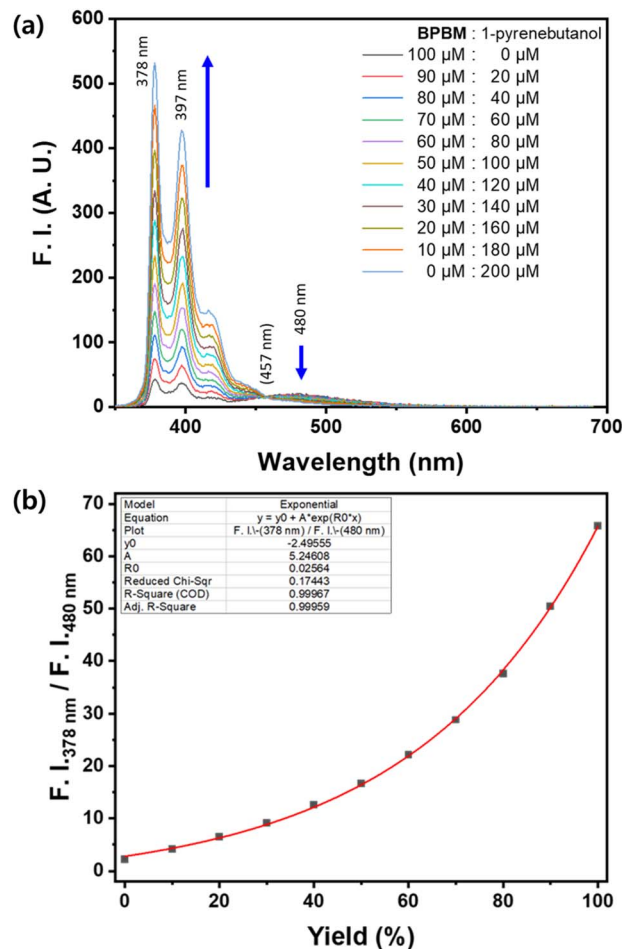 (a)
600
500
400
300
200
100
0
F. I. (A. U.)
378 nm
397 nm
(457 nm)
480 nm
BPBM : 1-pyrenebutanol
100 μM : 0 μM
90 μM : 20 μM
80 μM : 40 μM
70 μM : 60 μM
60 μM : 80 μM
50 μM : 100 μM
40 μM : 120 μM
30 μM : 140 μM
20 μM : 160 μM
10 μM : 180 μM
0 μM : 200 μM
400 500 600 700
Wavelength (nm)
(b)
70
60
50
40
30
20
10
0
F. I.378 nm / F. I.480 nm
Model Exponential
Equation y = y0 + A*exp(R0*x)
Plot F. I.\-(378 nm) / F. I.\-(480 nm)
y0 -2.49555
A 5.24608
R0 0.02564
Reduced Chi-Sqr 0.17443
R-Square (COD) 0.99967
Adj. R-Square 0.99959
0 20 40 60 80 100
Yield (%)